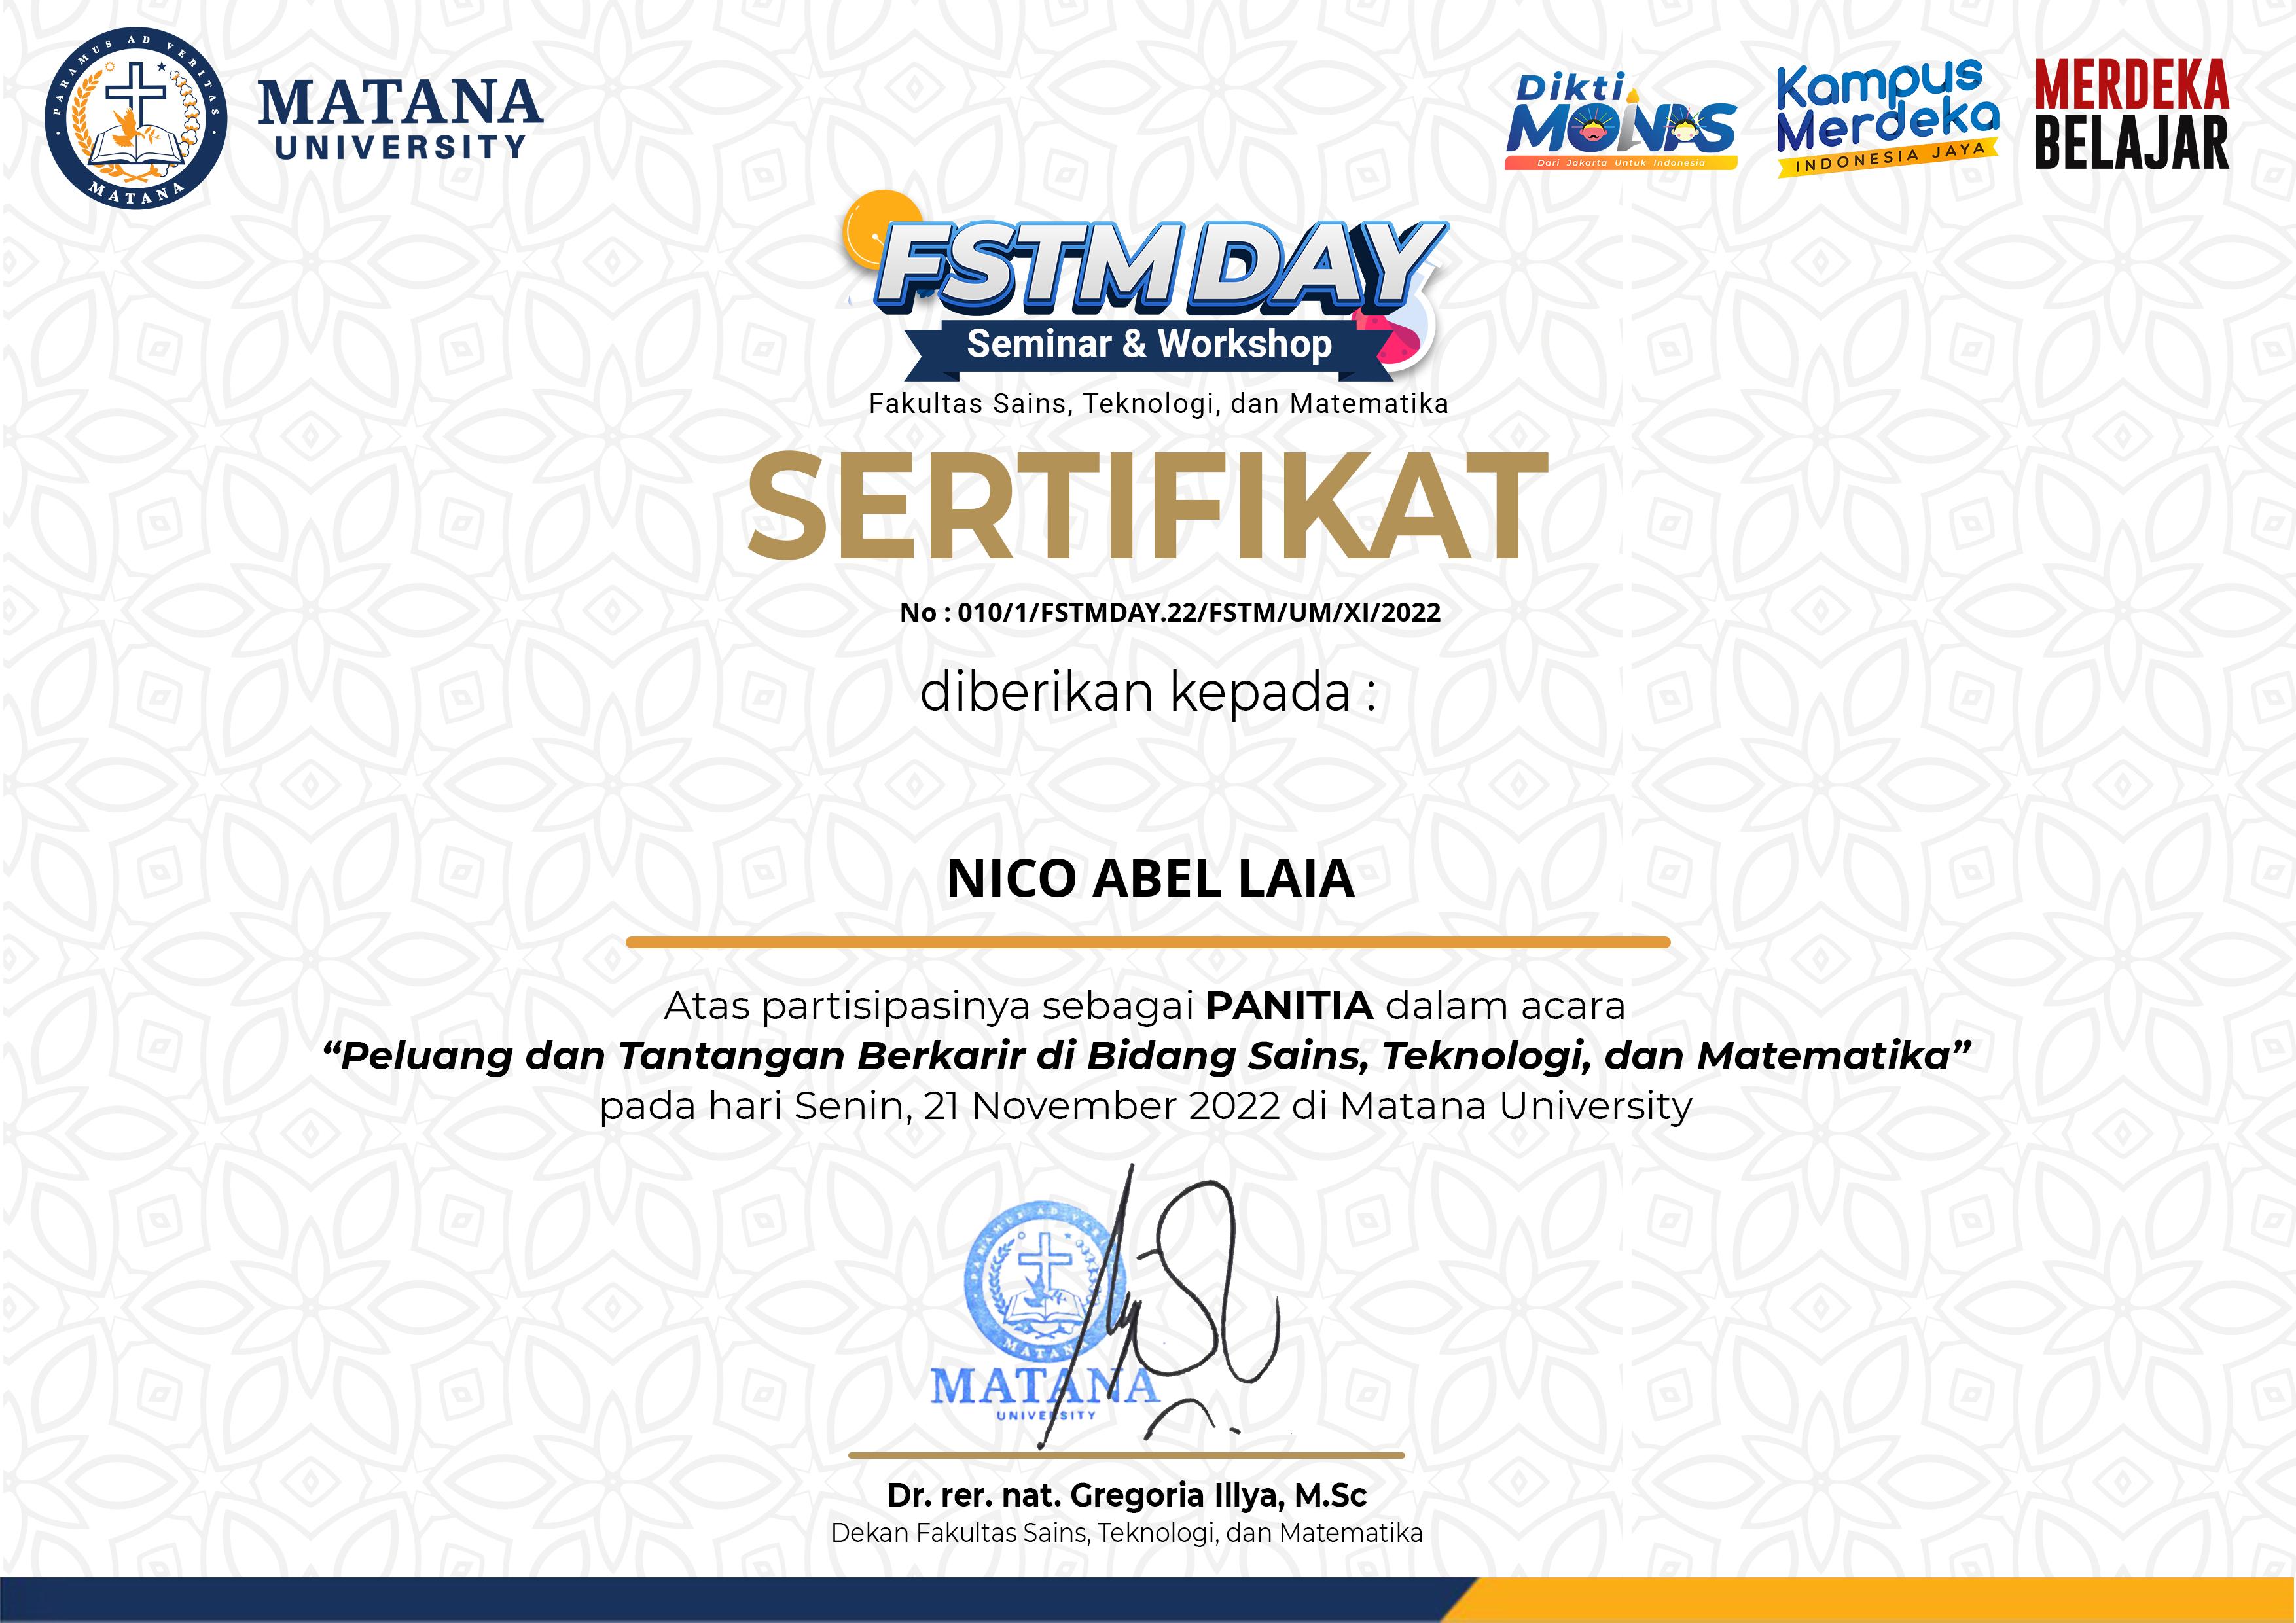 PARAMUS AD VERITAS
MATANA
MATANA
UNIVERSITY
Dikti
MONAS
Dari Jakarta Untuk Indonesia
Kampus
Merdeka
INDONESIA JAYA
MERDEKA
BELAJAR
FSTM DAY
Seminar & Workshop
Fakultas Sains, Teknologi, dan Matematika
SERTIFIKAT
No : 010/1/FSTMDAY.22/FSTM/UM/XI/2022
diberikan kepada :
NICO ABEL LAIA
Atas partisipasinya sebagai PANITIA dalam acara
“Peluang dan Tantangan Berkarir di Bidang Sains, Teknologi, dan Matematika”
pada hari Senin, 21 November 2022 di Matana University
PARAMUS AD VERI
MATANA
MATANA
UNIVERSITY
Dr. rer. nat. Gregoria Illya, M.Sc
Dekan Fakultas Sains, Teknologi, dan Matematika